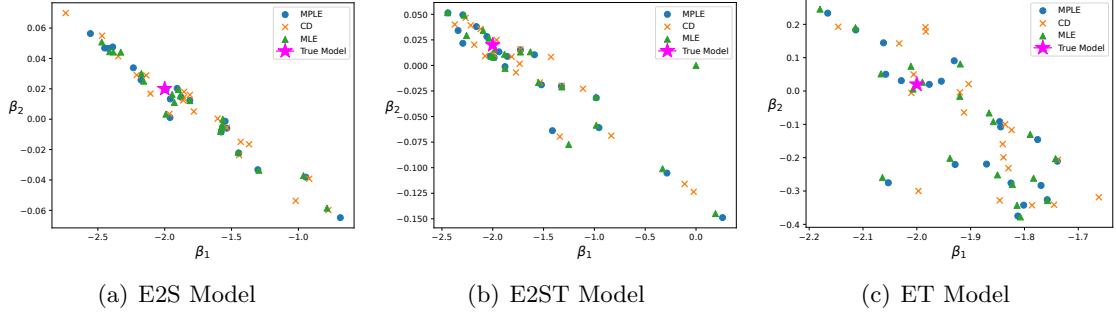 0.06
0.04
0.02
0.00
−0.02
−0.04
−0.06
β2
−2.5
−2.0
−1.5
−1.0
β1
MPLE
CD
MLE
True Model
(a) E2S Model
0.050
0.025
0.000
−0.025
−0.050
−0.075
−0.100
−0.125
−0.150
β2
−2.5
−2.0
−1.5
−1.0
−0.5
0.0
β1
MPLE
CD
MLE
True Model
(b) E2ST Model
0.2
0.1
0.0
−0.1
−0.2
−0.3
−0.4
β2
−2.2
−2.1
−2.0
−1.9
−1.8
−1.7
β1
MPLE
CD
MLE
True Model
(c) ET Model